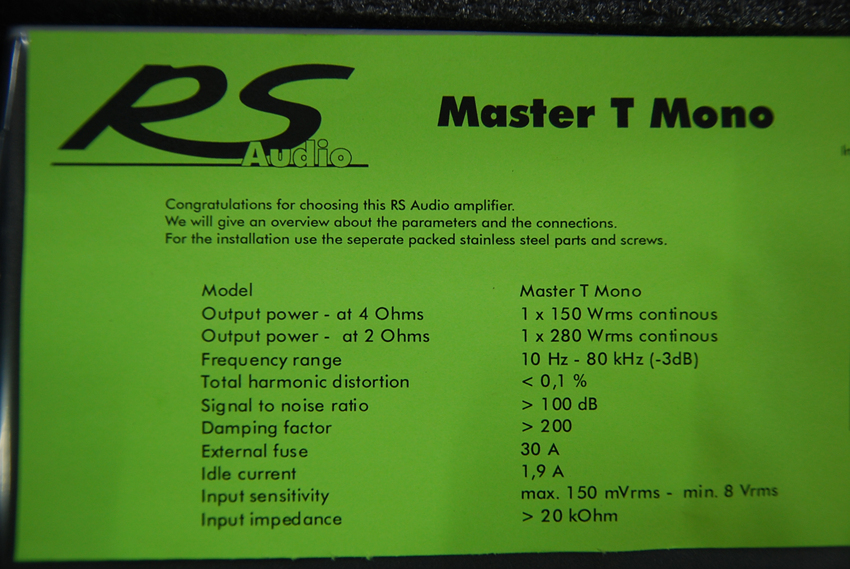 RS
Audio
Master T Mono
Congratulations for choosing this RS Audio amplifier.
We will give an overview about the parameters and the connections.
For the installation use the seperate packed stainless steel parts and screws.
Model Master T Mono
Output power - at 4 Ohms 1 x 150 Wrms continous
Output power - at 2 Ohms 1 x 280 Wrms continous
Frequency range 10 Hz - 80 kHz (-3dB)
Total harmonic distortion < 0,1 %
Signal to noise ratio > 100 dB
Damping factor > 200
External fuse 30 A
Idle current 1,9 A
Input sensitivity max. 150 mVrms - min. 8 Vrms
Input impedance > 20 kOhm